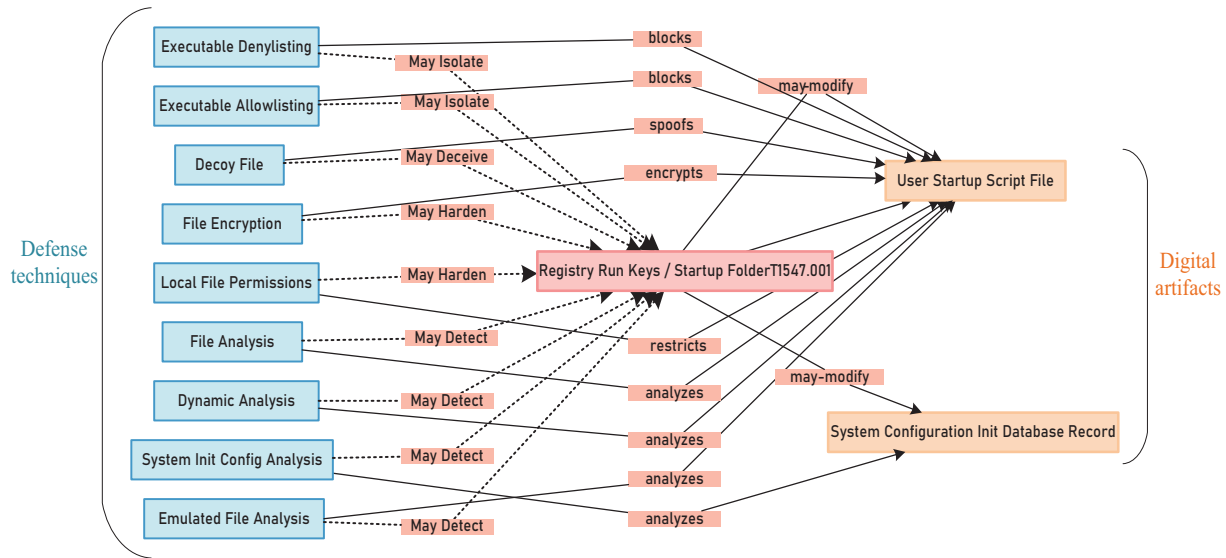 Executable Denylisting
blocks
May Isolate
Executable Allowlisting
blocks
may-modify
May Isolate
Decoy File
spoofs
May Deceive
User Startup Script File
encrypts
File Encryption
May Harden
Defense
techniques
Registry Run Keys / Startup FolderT1547.001
Local File Permissions
May Harden
Digital
artifacts
File Analysis
May Detect
restricts
may-modify
Dynamic Analysis
May Detect
analyzes
System Configuration Init Database Record
analyzes
System Init Config Analysis
May Detect
analyzes
Emulated File Analysis
May Detect
analyzes